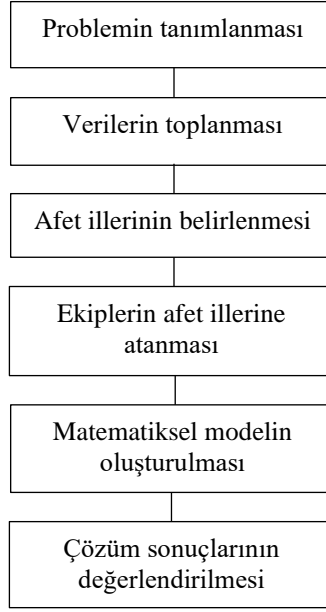 Problemin tanımlanması
Verilerin toplanması
Afet illerinin belirlenmesi
Ekiplerin afet illerine
atanması
Matematiksel modelin
oluşturulması
Çözüm sonuçlarının
değerlendirilmesi